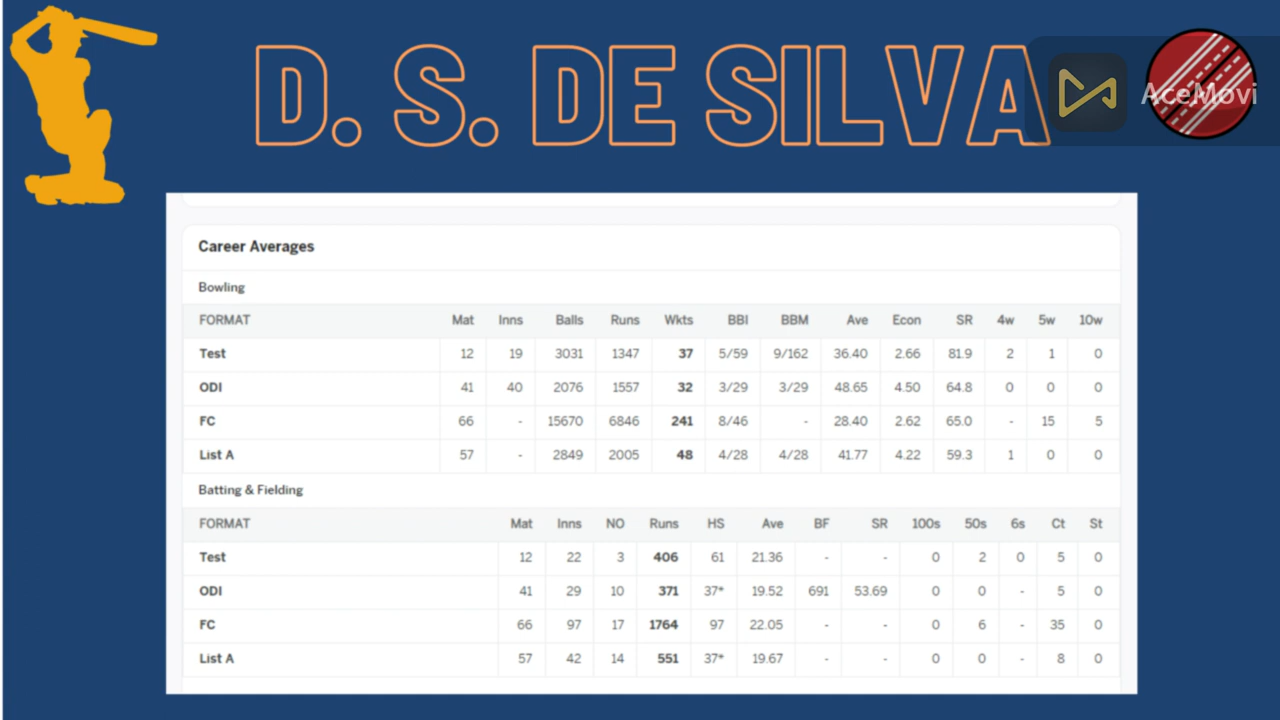 D. S. DE SILVA
AceMovi
Career Averages
Bowling
FORMAT Mat Inns Balls Runs Wkts BBI BBM Ave Econ SR 4w 5w 10w
Test 12 19 3031 1347 37 5/59 9/162 36.40 2.66 81.9 2 1 0
ODI 41 40 2076 1557 32 3/29 3/29 48.65 4.50 64.8 0 0 0
FC 66 - 15670 6846 241 8/46 - 28.40 2.62 65.0 - 15 5
List A 57 - 2849 2005 48 4/28 4/28 41.77 4.22 59.3 1 0 0
Batting & Fielding
FORMAT Mat Inns NO Runs HS Ave BF SR 100s 50s 6s Ct St
Test 12 22 3 406 61 21.36 - - 0 2 0 5 0
ODI 41 29 10 371 37* 19.52 691 53.69 0 0 - 5 0
FC 66 97 17 1764 97 22.05 - - 0 6 - 35 0
List A 57 42 14 551 37* 19.67 - - 0 0 - 8 0